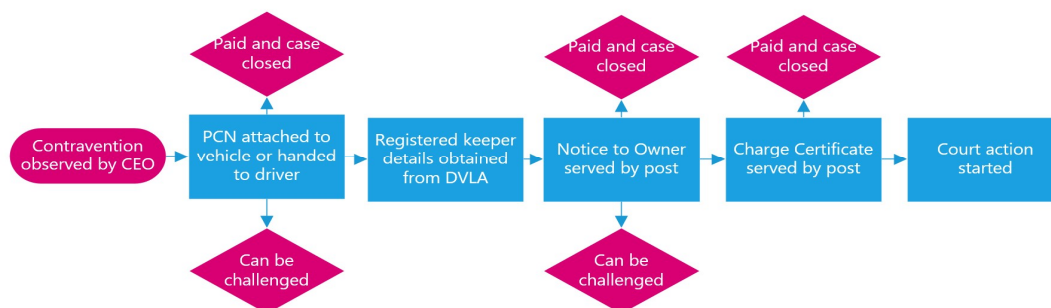 Paid and case
closed
Paid and case
closed
Paid and case
closed
Contravention
observed by CEO
PCN attached to
vehicle or handed
to driver
Registered keeper
details obtained
from DVLA
Notice to Owner
served by post
Charge Certificate
served by post
Court action
started
Can be
challenged
Can be
challenged